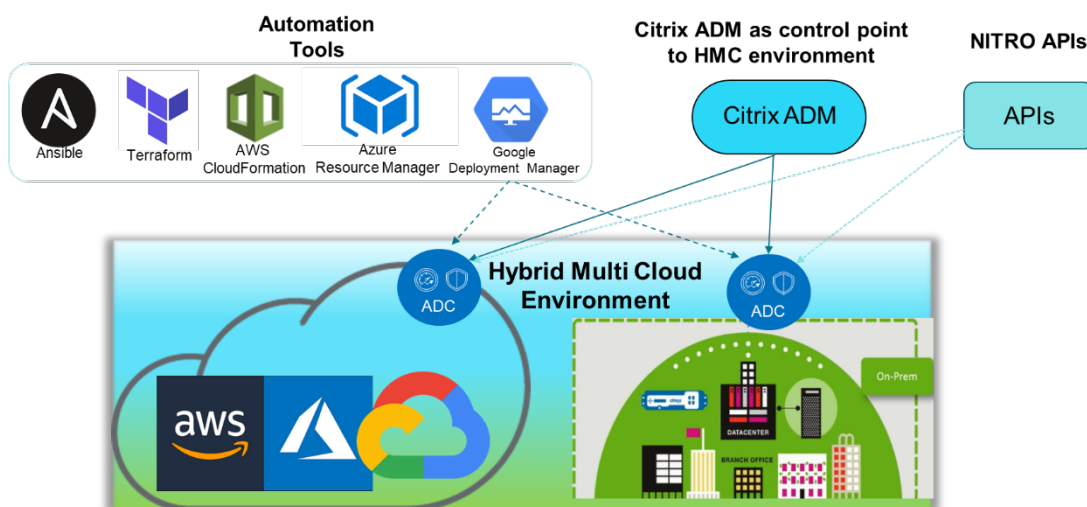 Automation
Tools
Citrix ADM as control point
to HMC environment
NITRO APIs
Ansible
Terraform
AWS
CloudFormation
Azure
Resource Manager
Google
Deployment Manager
Citrix ADM
APIs
ADC
Hybrid Multi Cloud
Environment
ADC
aws
On-Prem
DATACENTER
BRANCH OFFICE